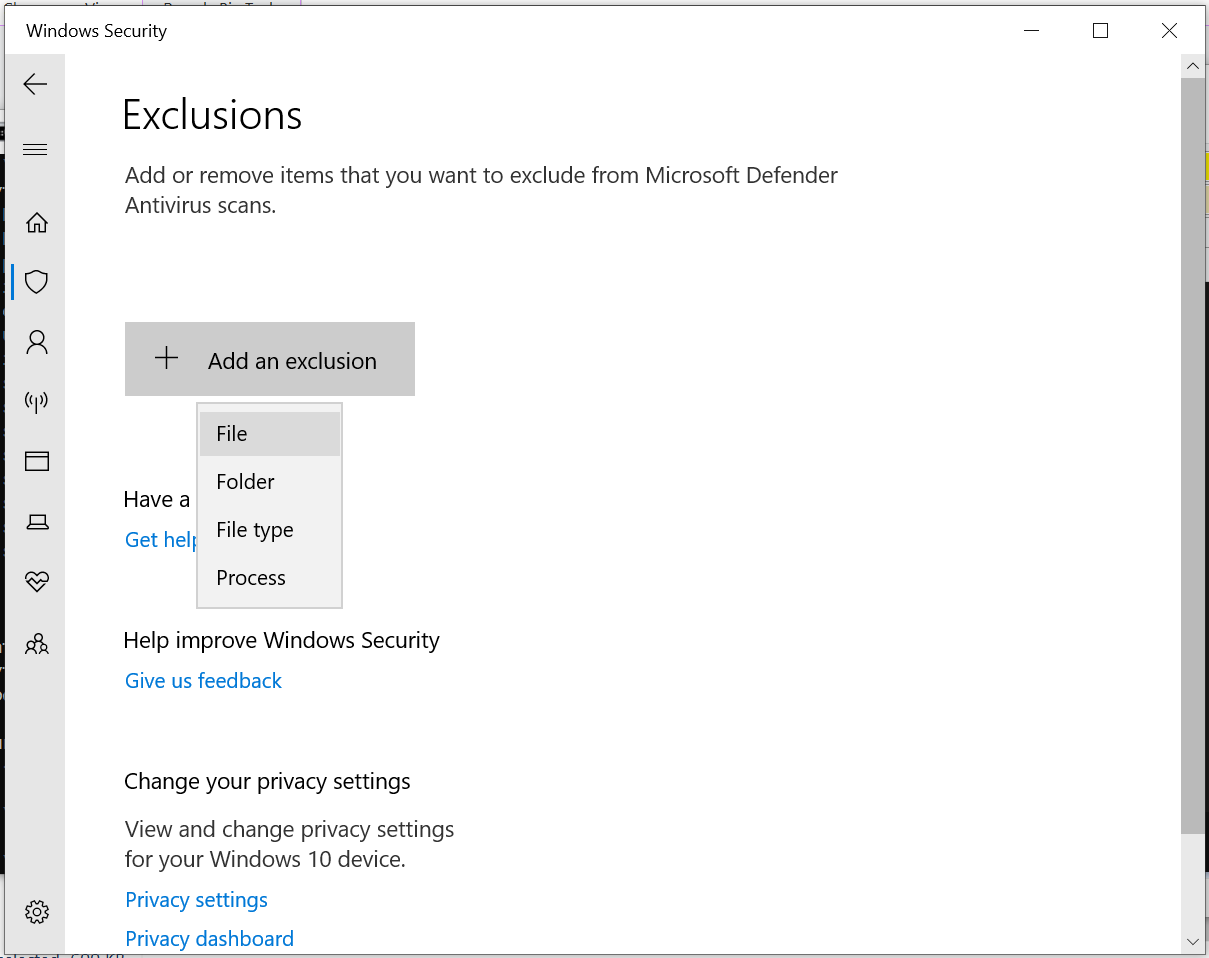 Windows Security
Exclusions
Add or remove items that you want to exclude from Microsoft Defender
Antivirus scans.
Add an exclusion
File
Folder
File type
Process
Have a
Get help
Help improve Windows Security
Give us feedback
Change your privacy settings
View and change privacy settings
for your Windows 10 device.
Privacy settings
Privacy dashboard